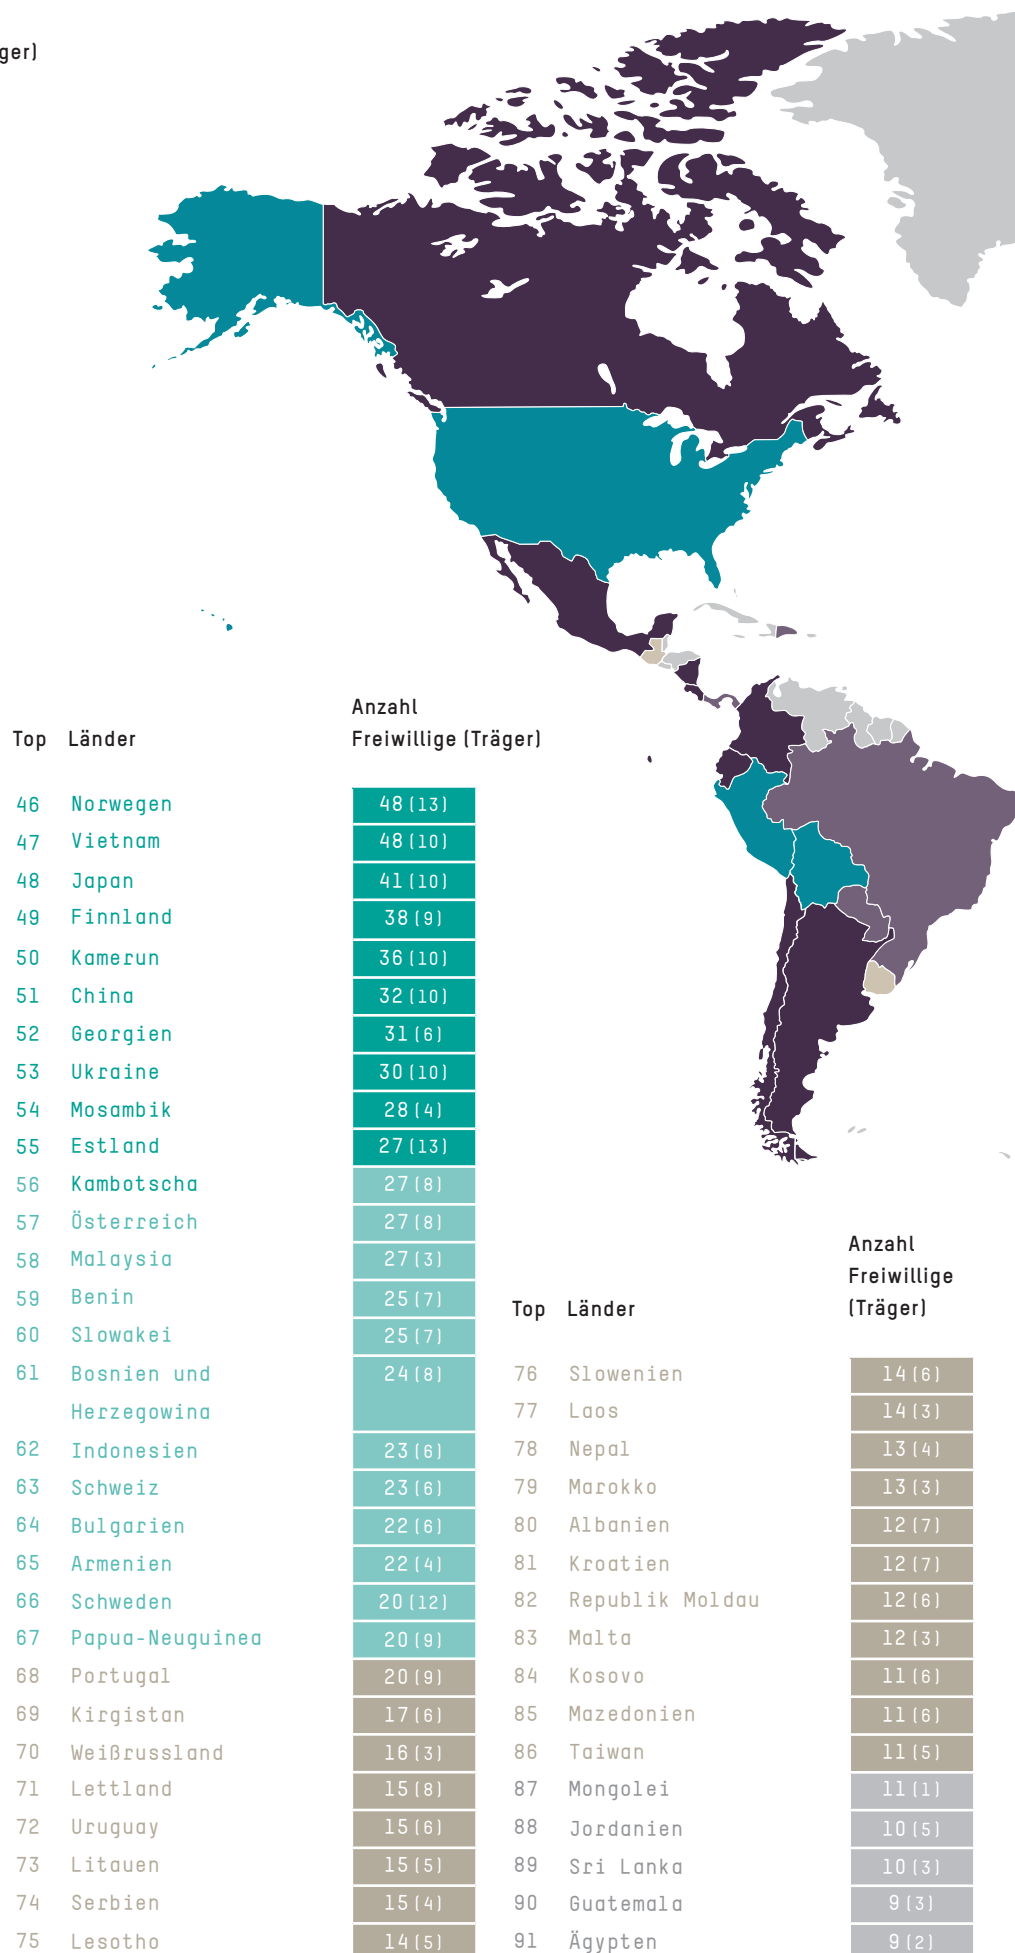 ger)
Anzahl
Top Länder Freiwillige (Träger)
46 Norwegen 48 (13)
47 Vietnam 48 (10)
48 Japan 41 (10)
49 Finnland 38 (9)
50 Kamerun 36 (10)
51 China 32 (10)
52 Georgien 31 (6)
53 Ukraine 30 (10)
54 Mosambik 28 (4)
55 Estland 27 (13)
56 Kambotscha 27 (8)
57 Österreich 27 (8)
58 Malaysia 27 (3)
59 Benin 25 (7)
60 Slowakei 25 (7)
61 Bosnien und 24 (8)
Herzegowina
62 Indonesien 23 (6)
63 Schweiz 23 (6)
64 Bulgarien 22 (6)
65 Armenien 22 (4)
66 Schweden 20 (12)
67 Papua-Neuguinea 20 (9)
68 Portugal 20 (9)
69 Kirgistan 17 (6)
70 Weißrussland 16 (3)
71 Lettland 15 (8)
72 Uruguay 15 (6)
73 Litauen 15 (5)
74 Serbien 15 (4)
75 Lesotho 14 (5)
Anzahl
Freiwillige
Top Länder (Träger)
76 Slowenien 14 (6)
77 Laos 14 (3)
78 Nepal 13 (4)
79 Marokko 13 (3)
80 Albanien 12 (7)
81 Kroatien 12 (7)
82 Republik Moldau 12 (6)
83 Malta 12 (3)
84 Kosovo 11 (6)
85 Mazedonien 11 (6)
86 Taiwan 11 (5)
87 Mongolei 11 (1)
88 Jordanien 10 (5)
89 Sri Lanka 10 (3)
90 Guatemala 9 (3)
91 Ägypten 9 (2)